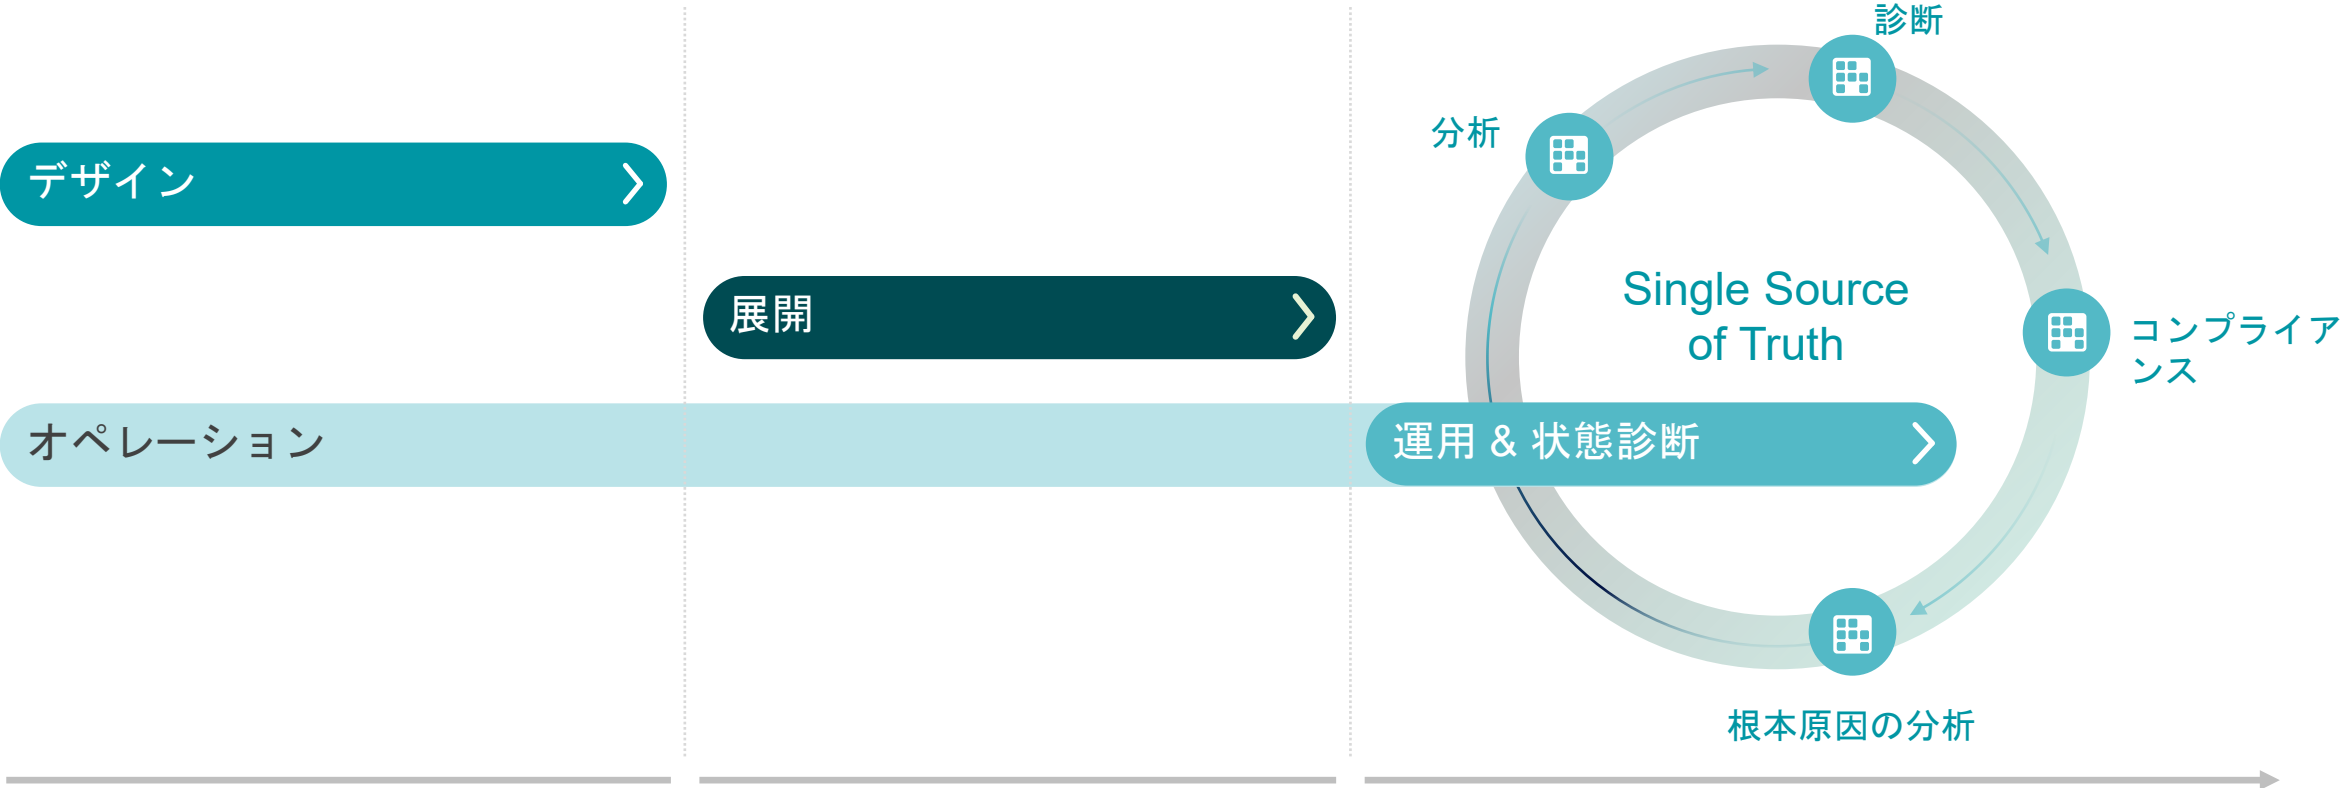 診断
分析
デザイン
Single Source
of Truth
展開
コンプライア
ンス
オペレーション
運用 & 状態診断
根本原因の分析